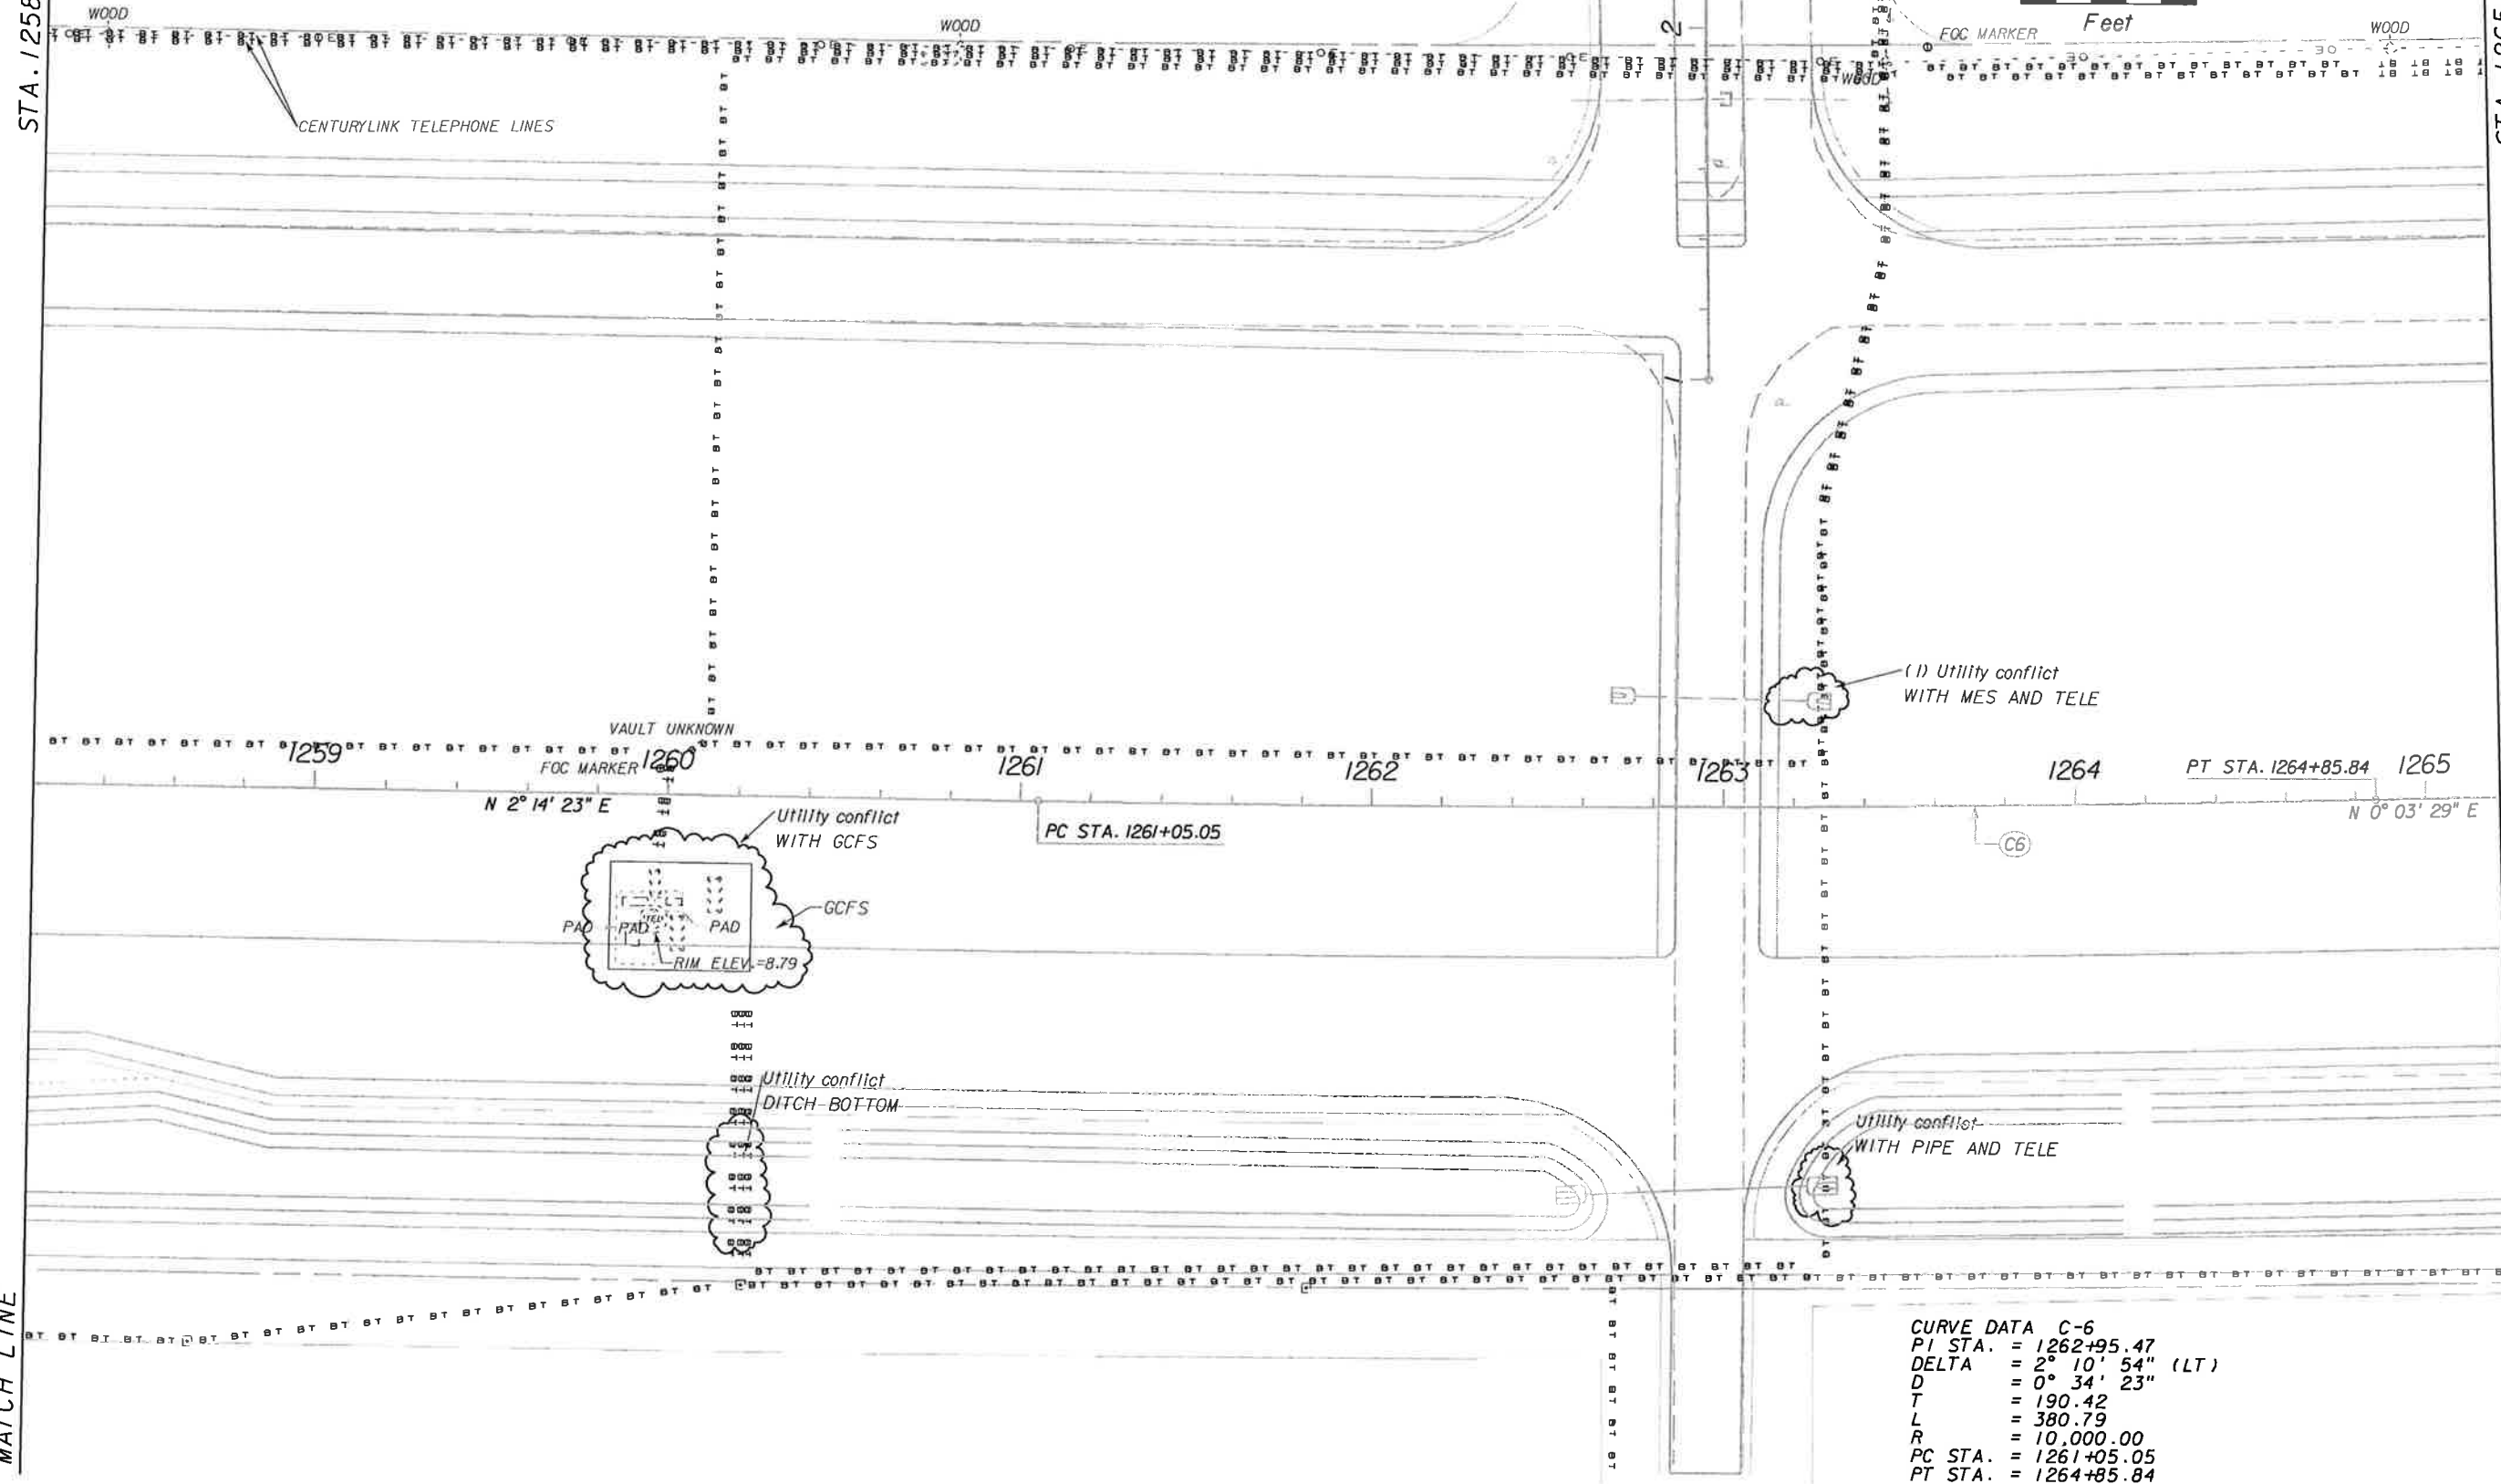 STA. 1258
WOOD
WOOD
2
FOC MARKER
Feet
WOOD
WOOD
CENTURYLINK TELEPHONE LINES
1
(1) Utility conflict
WITH MES AND TELE
VAULT UNKNOWN
FOC MARKER
1259
1260
1261
1262
1263
1264
PT STA. 1264+85.84
1265
N 2° 14' 23" E
N 0° 03' 29" E
Utility conflict
WITH GCFS
PC STA. 1261+05.05
C6
GCFS
PAD
PAD
PAD
RIM ELEV.=8.79
Utility conflict
DITCH BOTTOM
Utility conflict
WITH PIPE AND TELE
MATCH LINE
CURVE DATA C-6
PI STA. = 1262+95.47
DELTA = 2° 10' 54" (LT)
D = 0° 34' 23"
T = 190.42
L = 380.79
R = 10,000.00
PC STA. = 1261+05.05
PT STA. = 1264+85.84